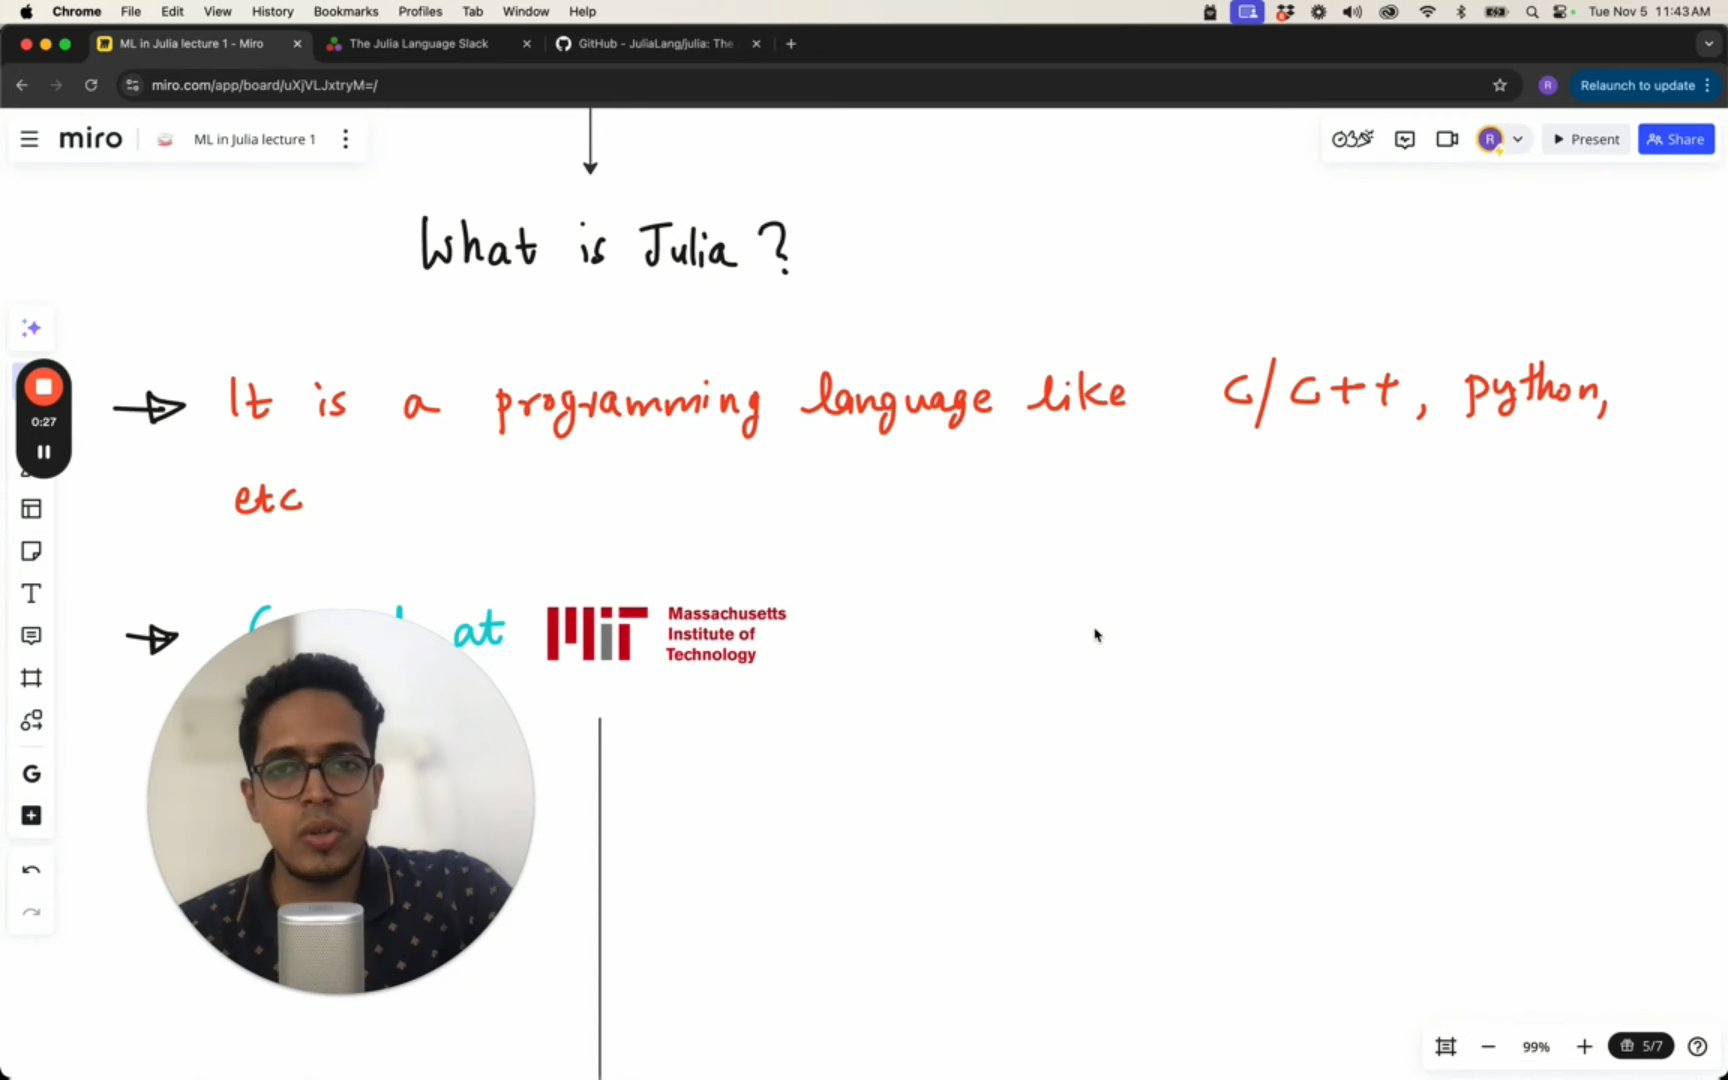 Chrome File Edit View History Bookmarks Profiles Tab Window Help Tue Nov 5 11:43 AM
ML in Julia lecture 1 - Miro The Julia Language Slack GitHub - JuliaLang/julia: The
miro.com/app/board/uXjVLJxtryM=/ R Relaunch to update
miro ML in Julia lecture 1 R Present Share
What is Julia?
It is a programming language like C/C++, python,
0:27
etc
at MIT Massachusetts
Institute of
Technology
99% 5/7